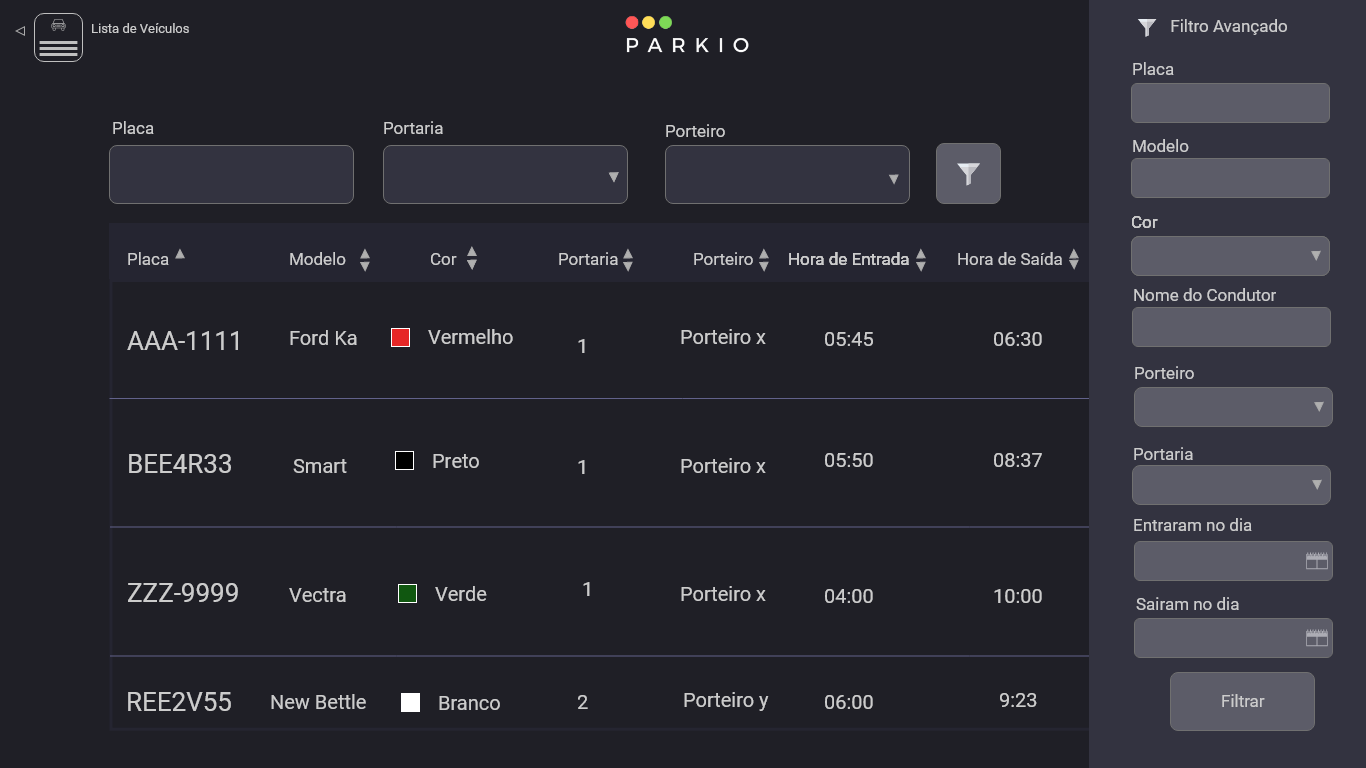 Lista de Veículos
PARKIO
Placa Portaria Porteiro
Placa Modelo Cor Portaria Porteiro Hora de Entrada Hora de Saída
AAA-1111 Ford Ka Vermelho 1 Porteiro x 05:45 06:30
BEE4R33 Smart Preto 1 Porteiro x 05:50 08:37
ZZZ-9999 Vectra Verde 1 Porteiro x 04:00 10:00
REE2V55 New Bettle Branco 2 Porteiro y 06:00 9:23
Filtro Avançado
Placa
Modelo
Cor
Nome do Condutor
Porteiro
Portaria
Entraram no dia
Sairam no dia
Filtrar